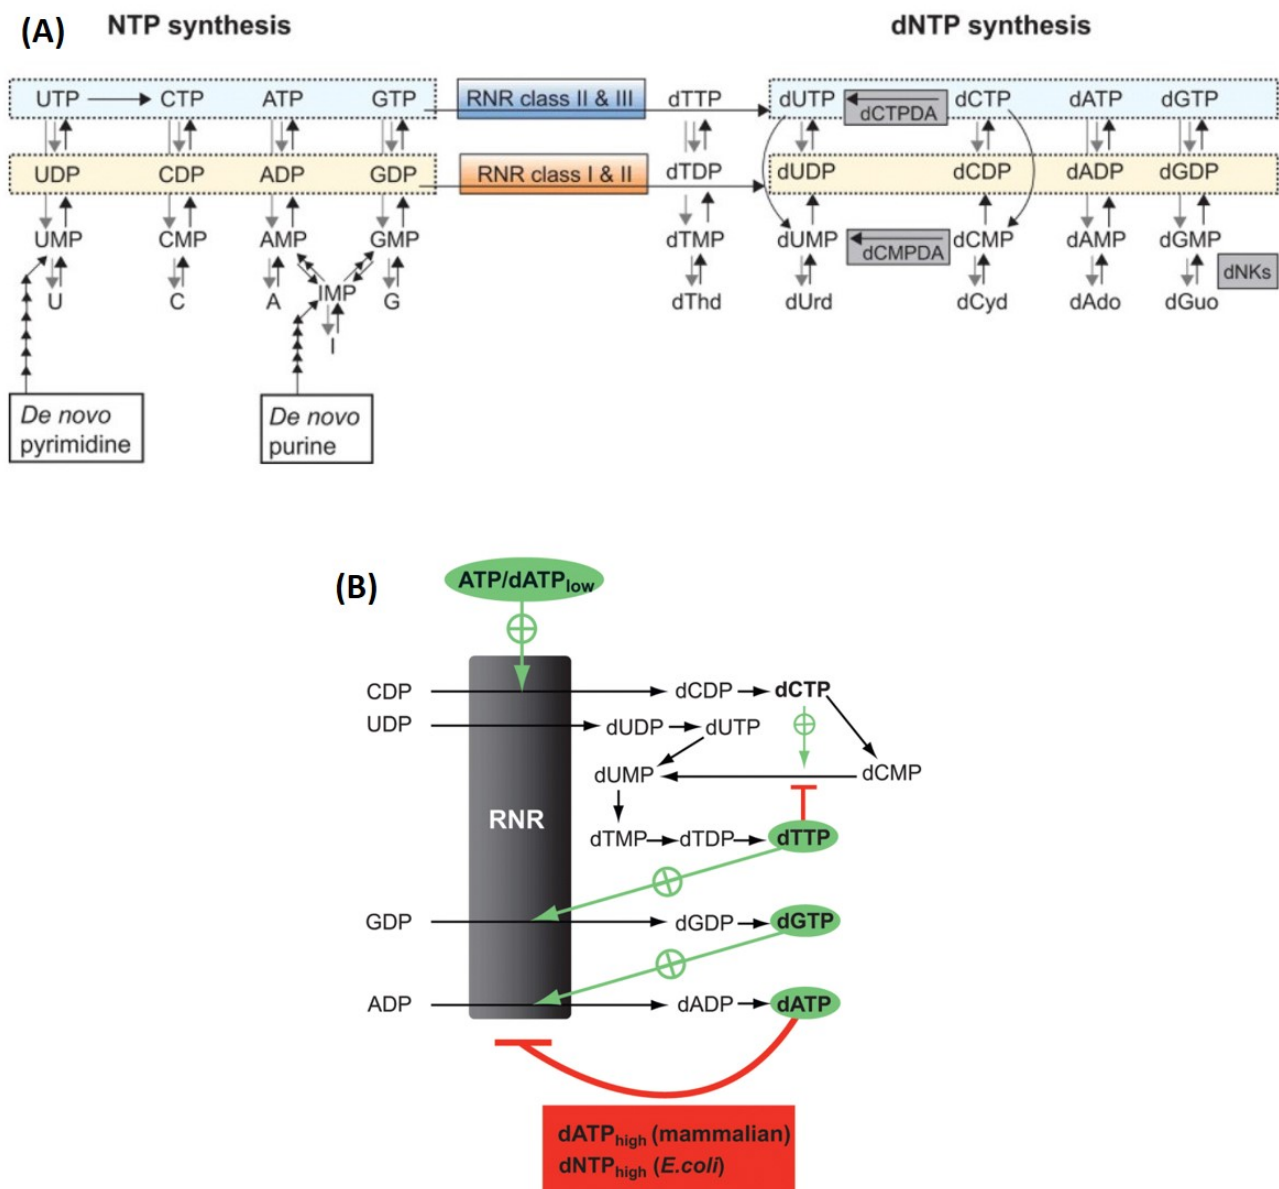 (A) NTP synthesis dNTP synthesis
UTP CTP ATP GTP RNR class II & III dTTP dUTP dCTPDA dCTP dATP dGTP
UDP CDP ADP GDP RNR class I & II dTDP dUDP dCDP dADP dGDP
UMP CMP AMP GMP dTMP dUMP dCMPDA dCMP dAMP dGMP
dNKs
U C A IMP G dThd dUrd dCyd dAdo dGuo
I
De novo
pyrimidine
De novo
purine
(B) ATP/dATPlow
CDP dCDP dCTP
UDP dUDP dUTP
dUMP dCMP
RNR
dTMP dTDP dTTP
GDP dGDP dGTP
ADP dADP dATP
dATPhigh (mammalian)
dNTPhigh (E.coli)